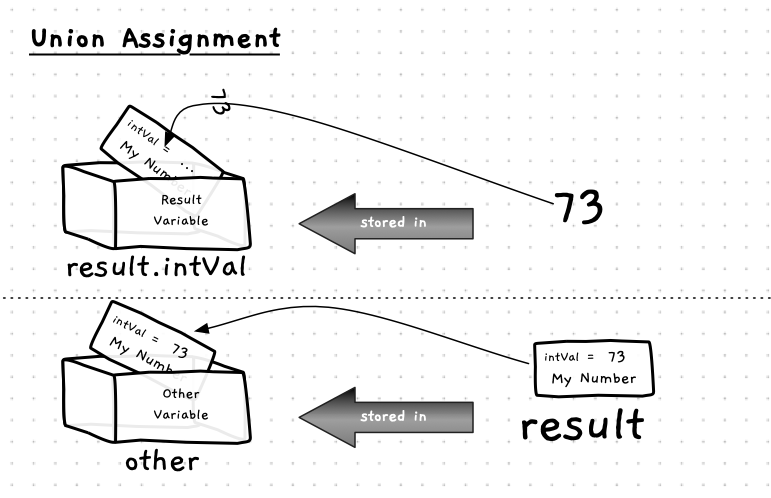 Union Assignment
73
intVal = ...
My Number
Result
Variable
stored in
73
result.intVal
intVal = 73
My Number
Other
Variable
stored in
intVal = 73
My Number
result
other